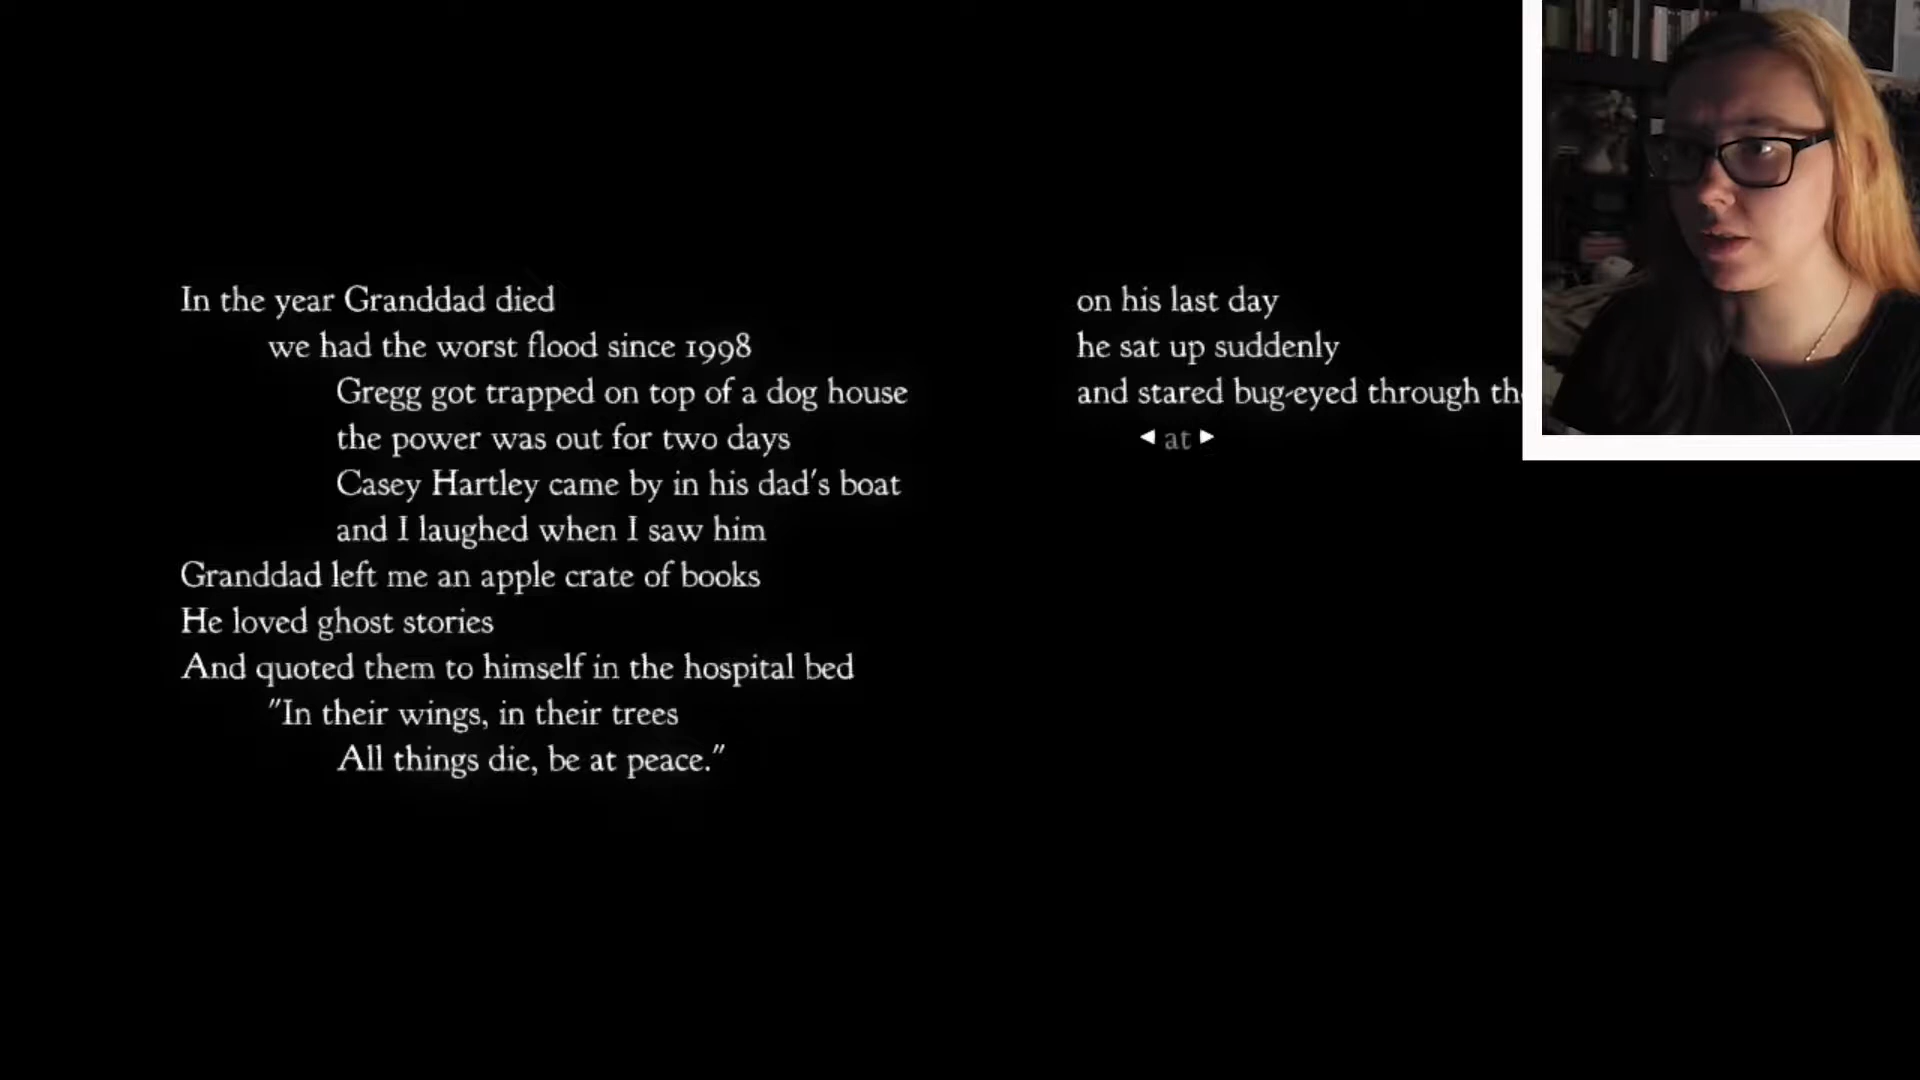 In the year Granddad died
we had the worst flood since 1998
Gregg got trapped on top of a dog house
the power was out for two days
Casey Hartley came by in his dad's boat
and I laughed when I saw him
Granddad left me an apple crate of books
He loved ghost stories
And quoted them to himself in the hospital bed
"In their wings, in their trees
All things die, be at peace."
on his last day
he sat up suddenly
and stared bug-eyed through
at